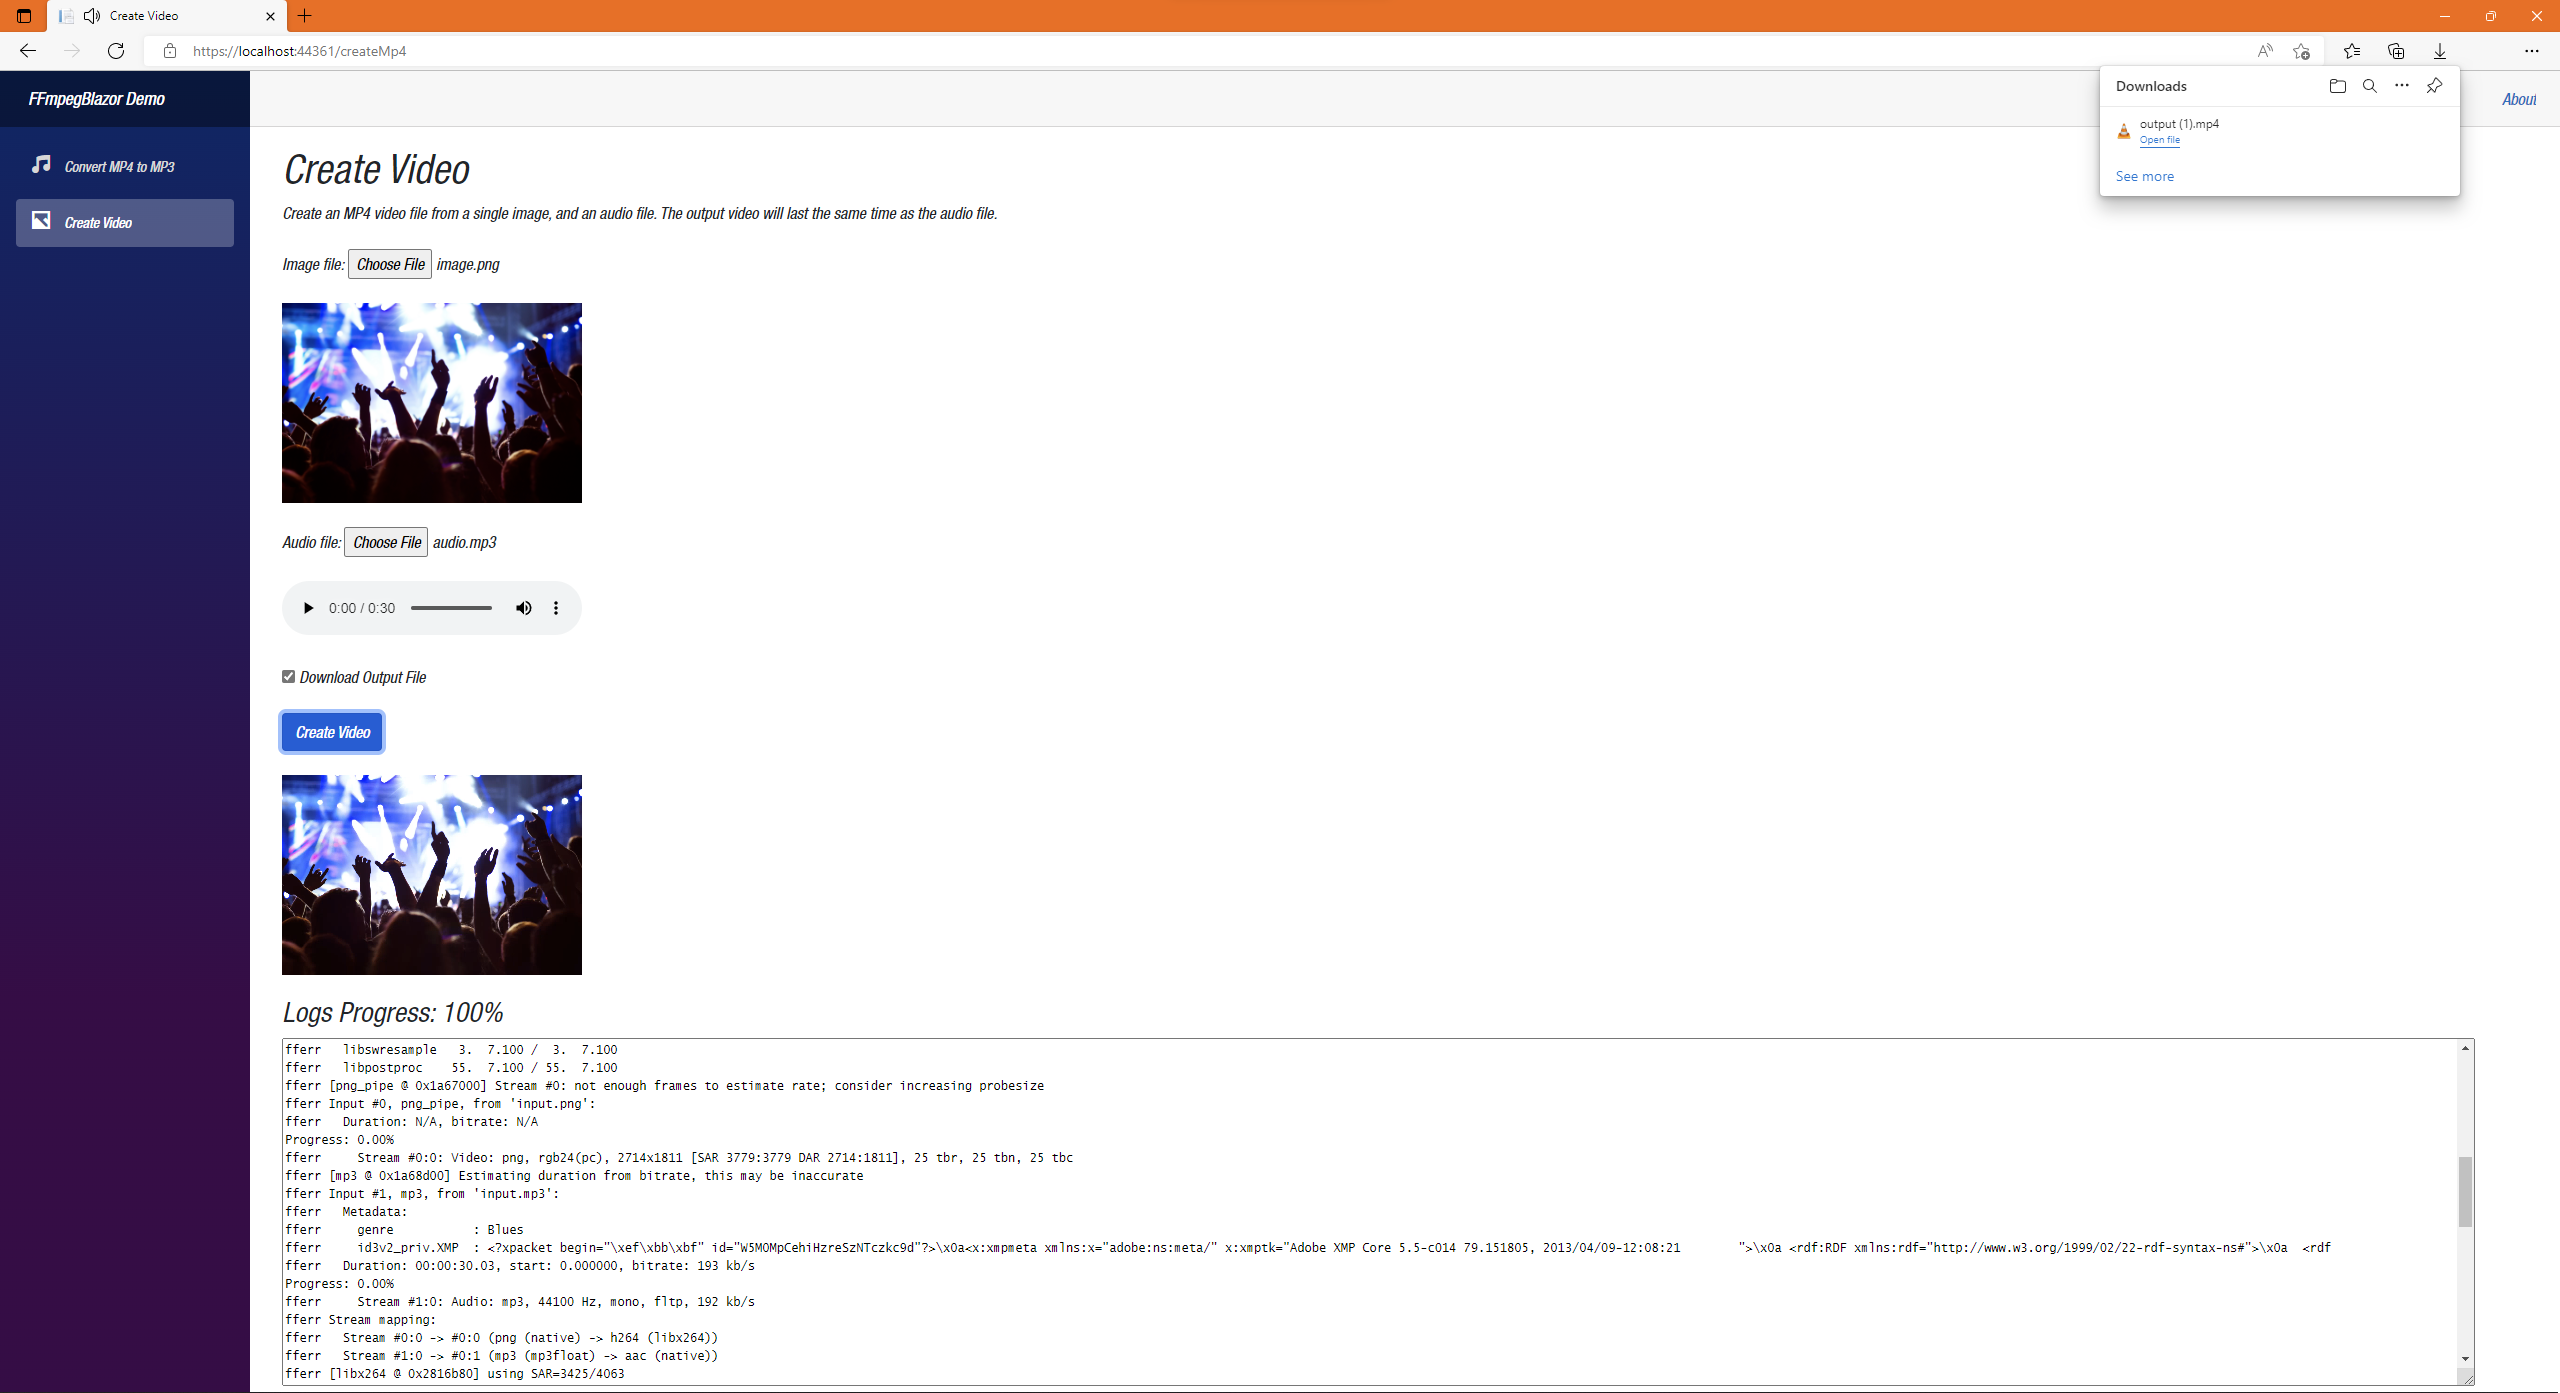 Create Video
https://localhost:44361/createMp4
Downloads
output (1).mp4
Open file
See more
FFmpegBlazor Demo
About
Convert MP4 to MP3
Create Video
Create Video
Create an MP4 video file from a single image, and an audio file. The output video will last the same time as the audio file.
Image file: Choose File image.png
Audio file: Choose File audio.mp3
0:00 / 0:30
Download Output File
Create Video
Logs Progress: 100%
fferr   libswresample   3.  7.100 /  3.  7.100
fferr   libpostproc    55.  7.100 / 55.  7.100
fferr [png_pipe @ 0x1a67000] Stream #0: not enough frames to estimate rate; consider increasing probesize
fferr Input #0, png_pipe, from 'input.png':
fferr   Duration: N/A, bitrate: N/A
Progress: 0.00%
fferr     Stream #0:0: Video: png, rgb24(pc), 2714x1811 [SAR 3779:3779 DAR 2714:1811], 25 tbr, 25 tbn, 25 tbc
fferr [mp3 @ 0x1a68d00] Estimating duration from bitrate, this may be inaccurate
fferr Input #1, mp3, from 'input.mp3':
fferr   Metadata:
fferr     genre           : Blues
fferr     id3v2_priv.XMP  : <?xpacket begin="\xef\xbb\xbf" id="W5M0MpCehiHzreSzNTczkc9d"?>\x0a<x:xmpmeta xmlns:x="adobe:ns:meta/" x:xmptk="Adobe XMP Core 5.5-c014 79.151805, 2013/04/09-12:08:21        ">\x0a <rdf:RDF xmlns:rdf="http://www.w3.org/1999/02/22-rdf-syntax-ns#">\x0a  <rdf
fferr   Duration: 00:00:30.03, start: 0.000000, bitrate: 193 kb/s
Progress: 0.00%
fferr     Stream #1:0: Audio: mp3, 44100 Hz, mono, fltp, 192 kb/s
fferr Stream mapping:
fferr   Stream #0:0 -> #0:0 (png (native) -> h264 (libx264))
fferr   Stream #1:0 -> #0:1 (mp3 (mp3float) -> aac (native))
fferr [libx264 @ 0x2816b80] using SAR=3425/4063